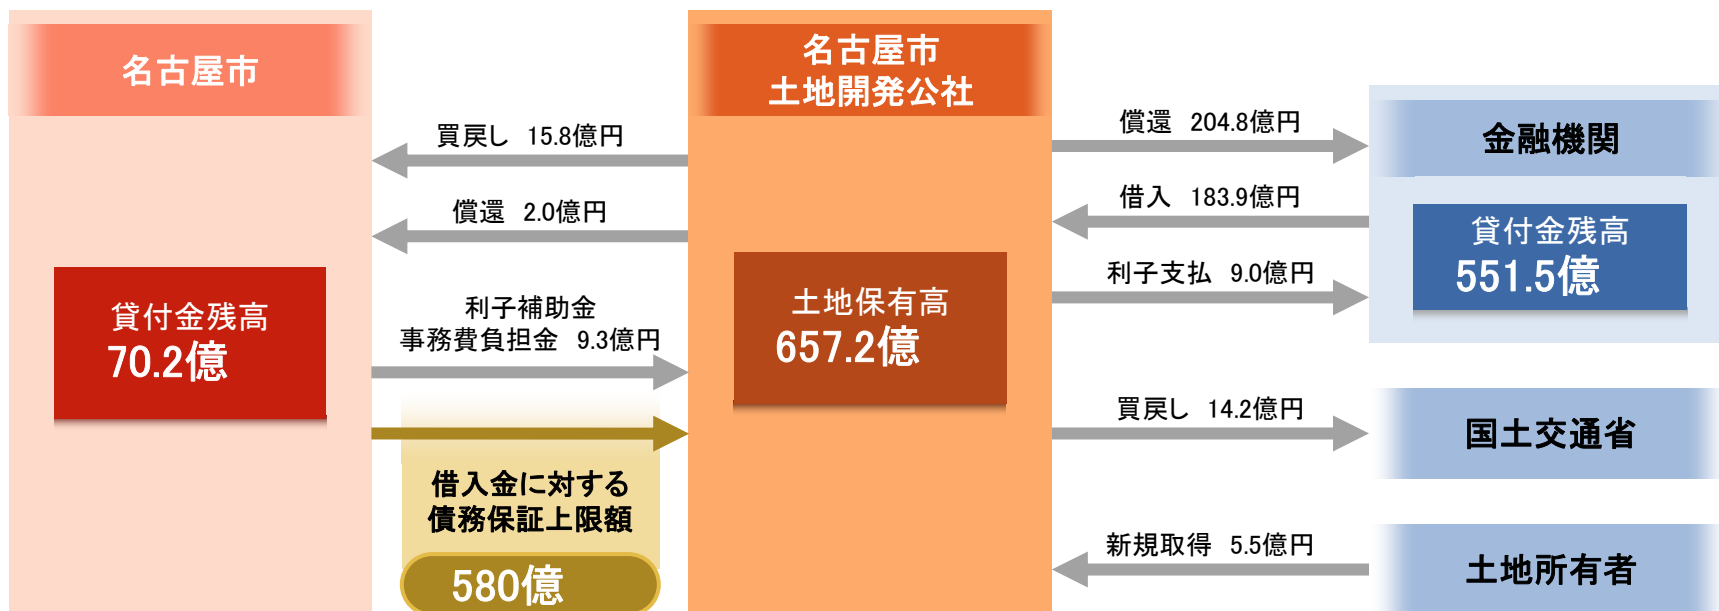 名古屋市
貸付金残高
70.2億
買戻し 15.8億円
償還 2.0億円
利子補助金
事務費負担金 9.3億円
借入金に対する
債務保証上限額
580億
名古屋市
土地開発公社
土地保有高
657.2億
償還 204.8億円
借入 183.9億円
利子支払 9.0億円
買戻し 14.2億円
新規取得 5.5億円
金融機関
貸付金残高
551.5億
国土交通省
土地所有者